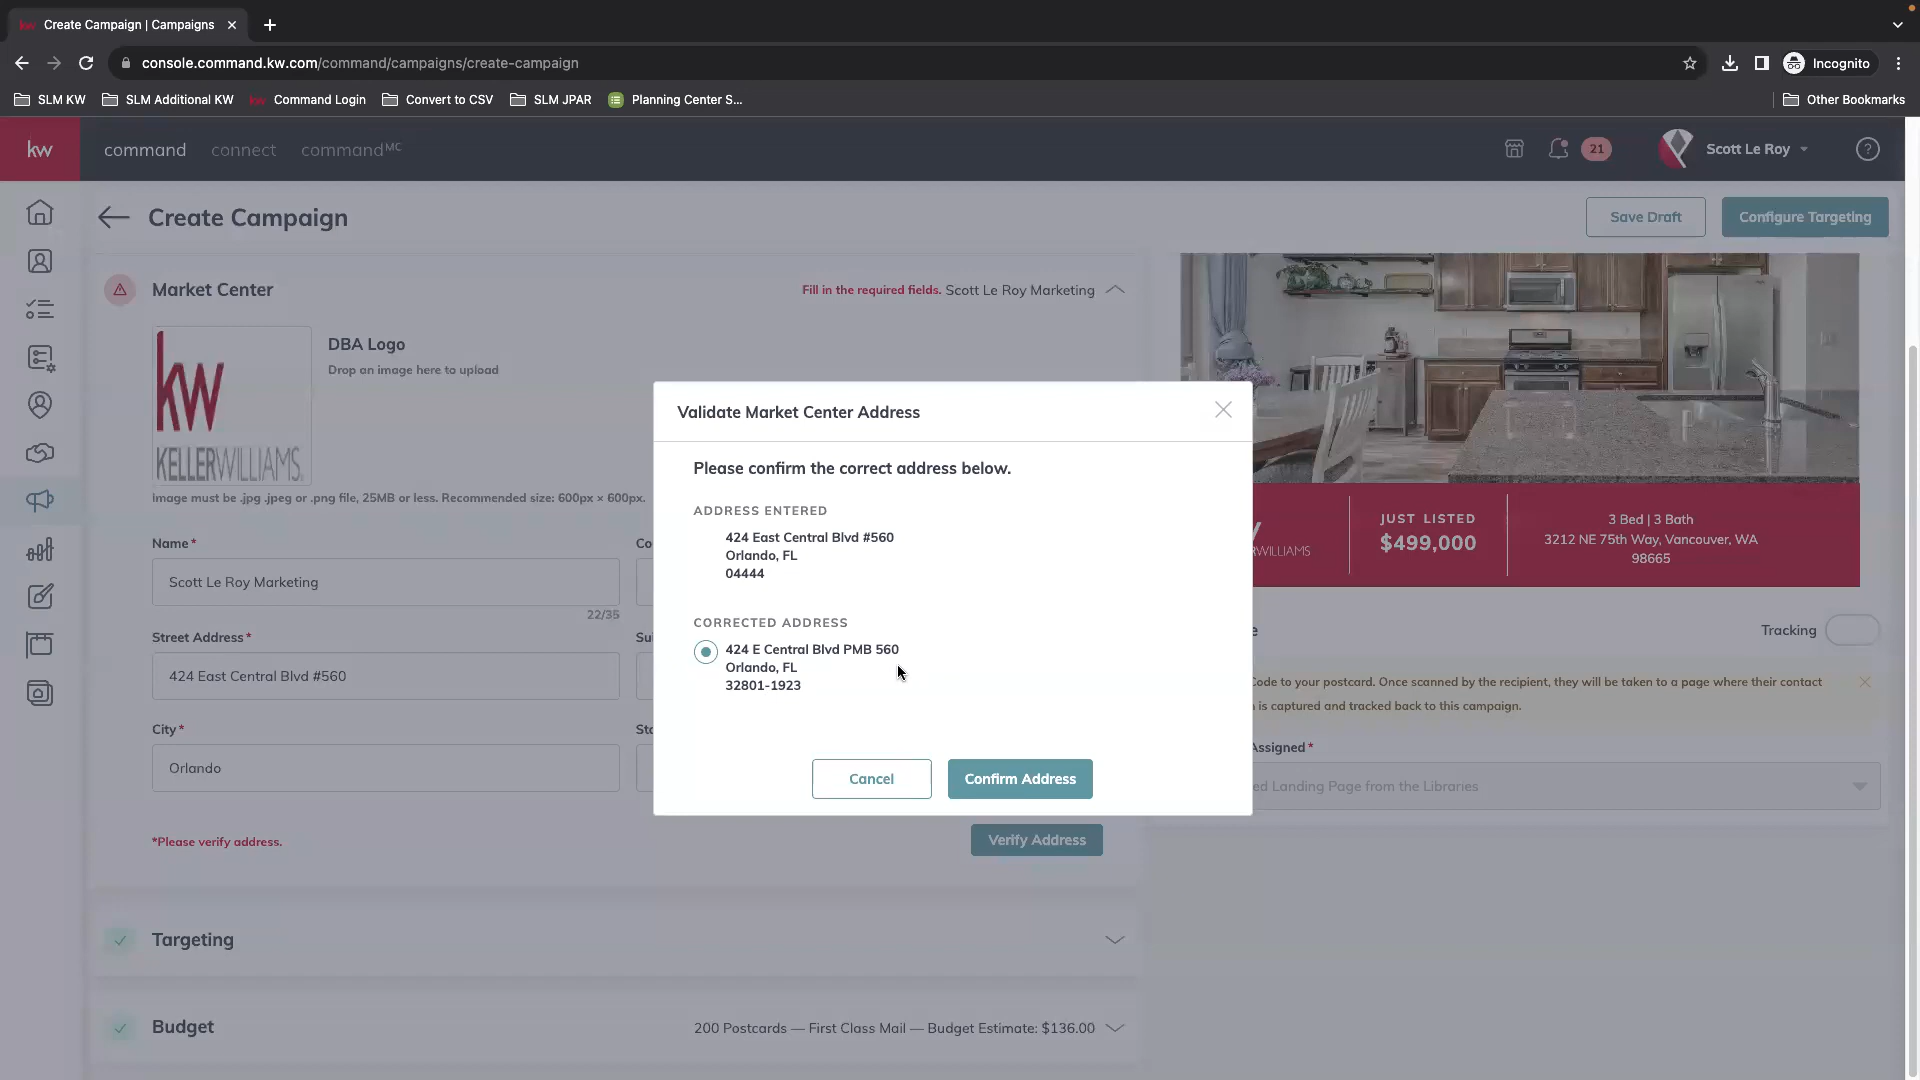 Create Campaign | Campaigns
console.command.kw.com/command/campaigns/create-campaign
Incognito
SLM KW
SLM Additional KW
kw
Command Login
Convert to CSV
SLM JPAR
Planning Center S...
Other Bookmarks
kw
command
connect
commandMC
21
Scott Le Roy
Create Campaign
Save Draft
Configure Targeting
Market Center
Fill in the required fields. Scott Le Roy Marketing
kw
KELLERWILLIAMS.
DBA Logo
Drop an image here to upload
Image must be .jpg .jpeg or .png file, 25MB or less. Recommended size: 600px × 600px.
Name*
Scott Le Roy Marketing
22/35
Street Address*
424 East Central Blvd #560
City*
Orlando
*Please verify address.
Verify Address
Validate Market Center Address
Please confirm the correct address below.
ADDRESS ENTERED
424 East Central Blvd #560
Orlando, FL
04444
CORRECTED ADDRESS
424 E Central Blvd PMB 560
Orlando, FL
32801-1923
Cancel
Confirm Address
JUST LISTED
$499,000
3 Bed | 3 Bath
3212 NE 75th Way, Vancouver, WA
98665
Tracking
Code to your postcard. Once scanned by the recipient, they will be taken to a page where their contact
is captured and tracked back to this campaign.
Assigned*
Landing Page from the Libraries
Targeting
Budget
200 Postcards — First Class Mail — Budget Estimate: $136.00